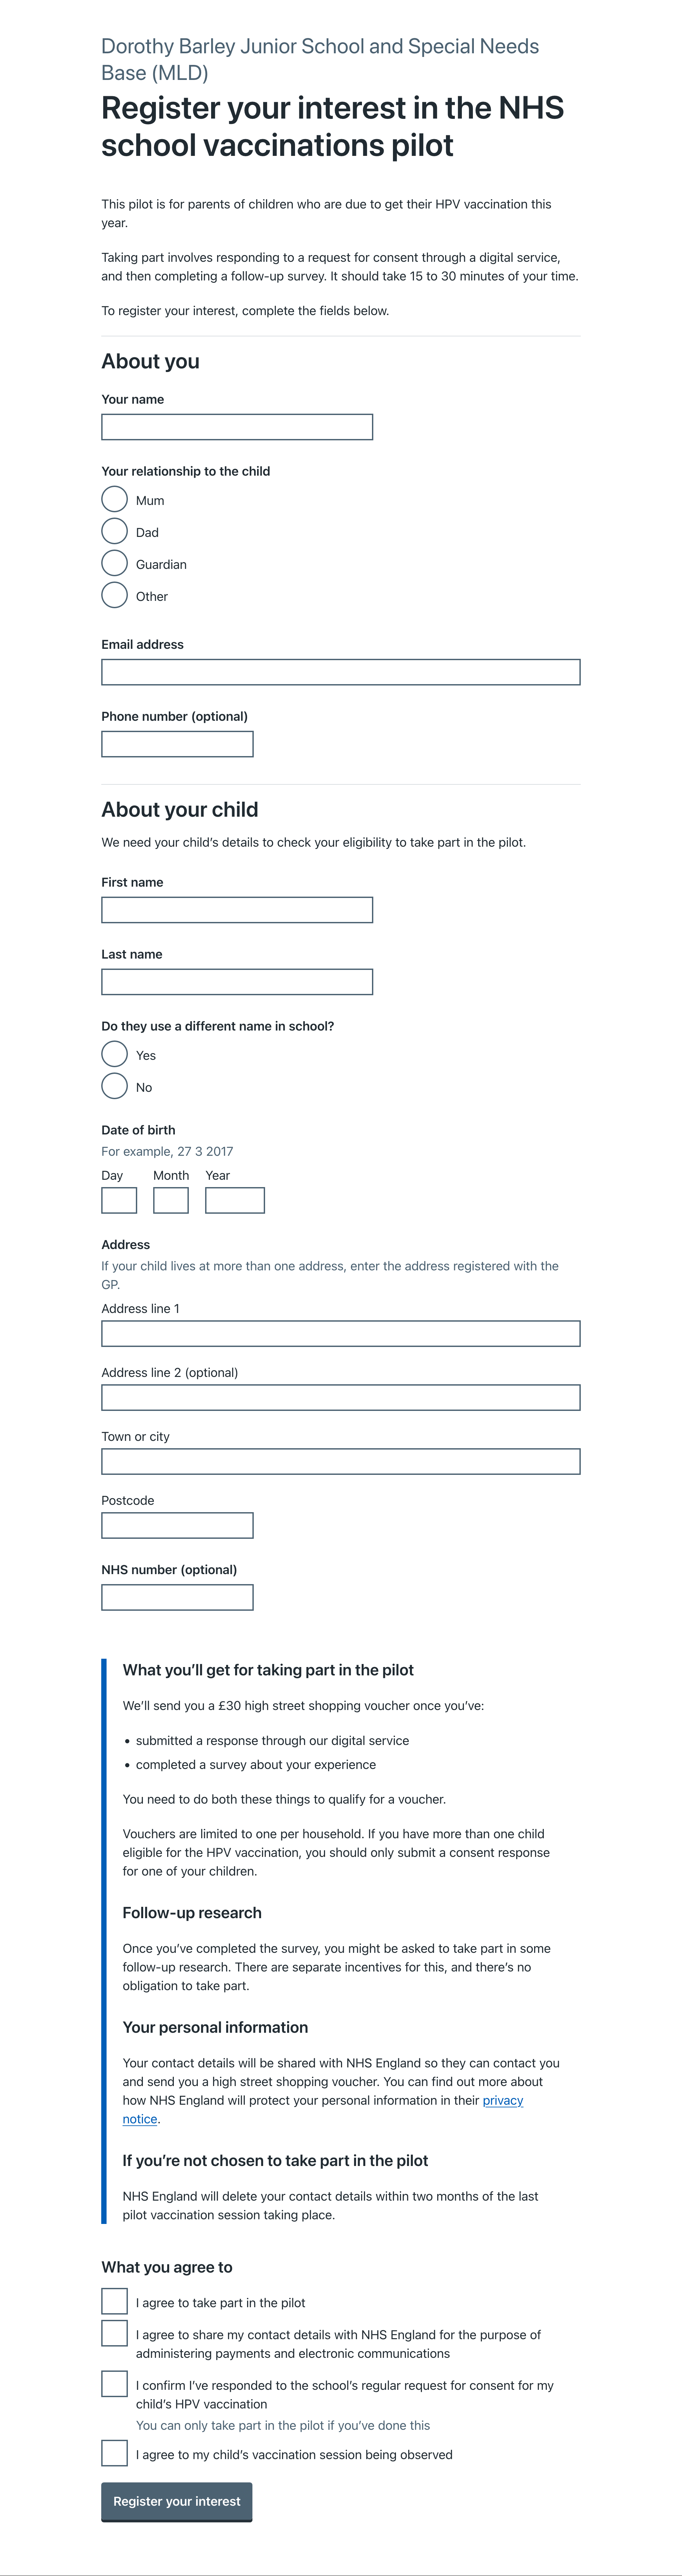 Dorothy Barley Junior School and Special Needs
Base (MLD)
Register your interest in the NHS
school vaccinations pilot
This pilot is for parents of children who are due to get their HPV vaccination this
year.
Taking part involves responding to a request for consent through a digital service,
and then completing a follow-up survey. It should take 15 to 30 minutes of your time.
To register your interest, complete the fields below.
About you
Your name
Your relationship to the child
Mum
Dad
Guardian
Other
Email address
Phone number (optional)
About your child
We need your child’s details to check your eligibility to take part in the pilot.
First name
Last name
Do they use a different name in school?
Yes
No
Date of birth
For example, 27 3 2017
Day Month Year
Address
If your child lives at more than one address, enter the address registered with the
GP.
Address line 1
Address line 2 (optional)
Town or city
Postcode
NHS number (optional)
What you’ll get for taking part in the pilot
We’ll send you a £30 high street shopping voucher once you’ve:
• submitted a response through our digital service
• completed a survey about your experience
You need to do both these things to qualify for a voucher.
Vouchers are limited to one per household. If you have more than one child
eligible for the HPV vaccination, you should only submit a consent response
for one of your children.
Follow-up research
Once you’ve completed the survey, you might be asked to take part in some
follow-up research. There are separate incentives for this, and there’s no
obligation to take part.
Your personal information
Your contact details will be shared with NHS England so they can contact you
and send you a high street shopping voucher. You can find out more about
how NHS England will protect your personal information in their privacy
notice.
If you’re not chosen to take part in the pilot
NHS England will delete your contact details within two months of the last
pilot vaccination session taking place.
What you agree to
I agree to take part in the pilot
I agree to share my contact details with NHS England for the purpose of
administering payments and electronic communications
I confirm I’ve responded to the school’s regular request for consent for my
child’s HPV vaccination
You can only take part in the pilot if you’ve done this
I agree to my child’s vaccination session being observed
Register your interest